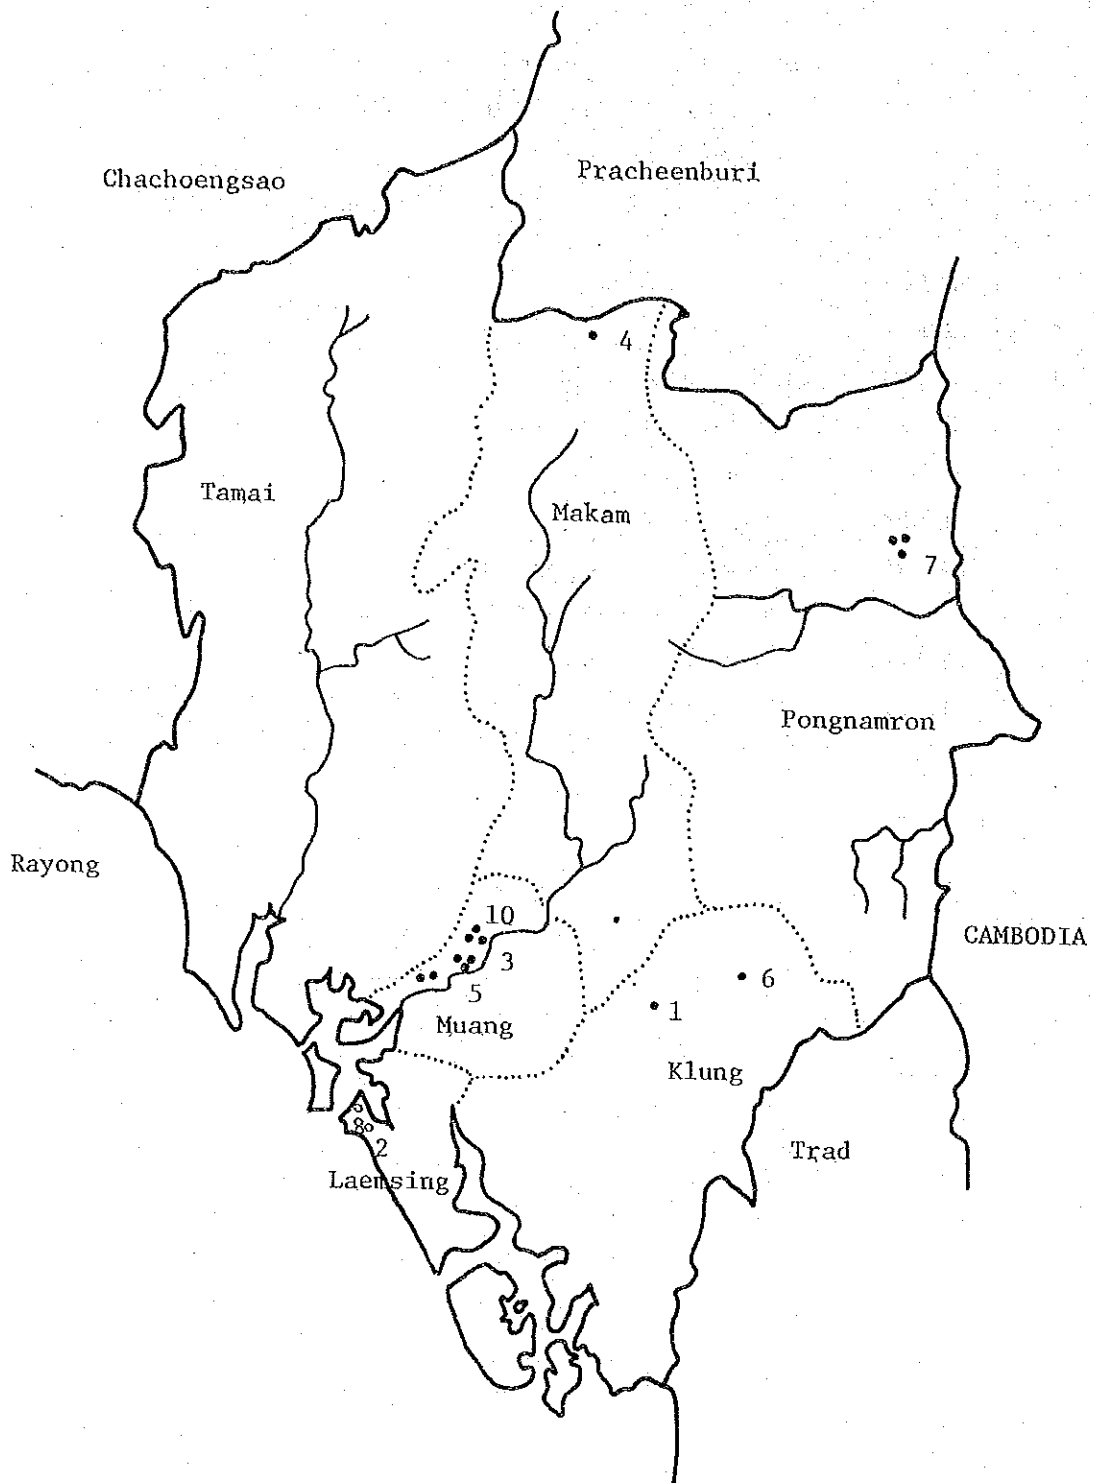 Pracheenburi
Chachoengsao
4
Tamai
Makam
7
Pongnamron
Rayong
10
CAMBODIA
3
6
5
1
Muang
Klung
8
2
Trad
Laemsing